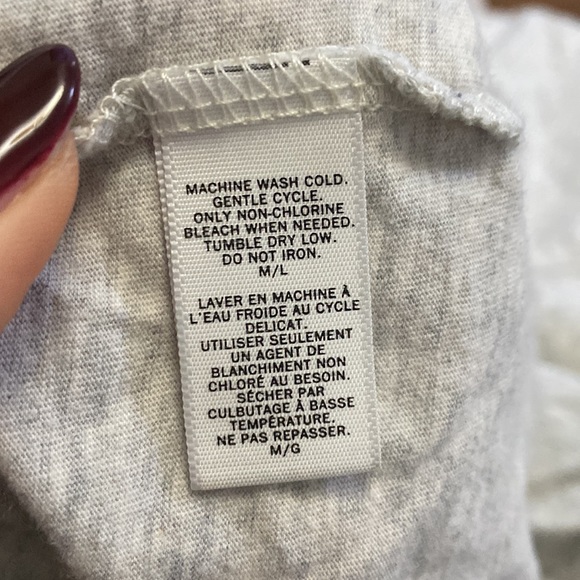 MACHINE WASH COLD.
GENTLE CYCLE.
ONLY NON-CHLORINE
BLEACH WHEN NEEDED.
TUMBLE DRY LOW.
DO NOT IRON.
M/L
LAVER EN MACHINE À
L'EAU FROIDE AU CYCLE
DELICAT.
UTILISER SEULEMENT
UN AGENT DE
BLANCHIMENT NON
CHLORÉ AU BESOIN.
SÉCHER PAR
CULBUTAGE À BASSE
TEMPÉRATURE.
NE PAS REPASSER.
M/G